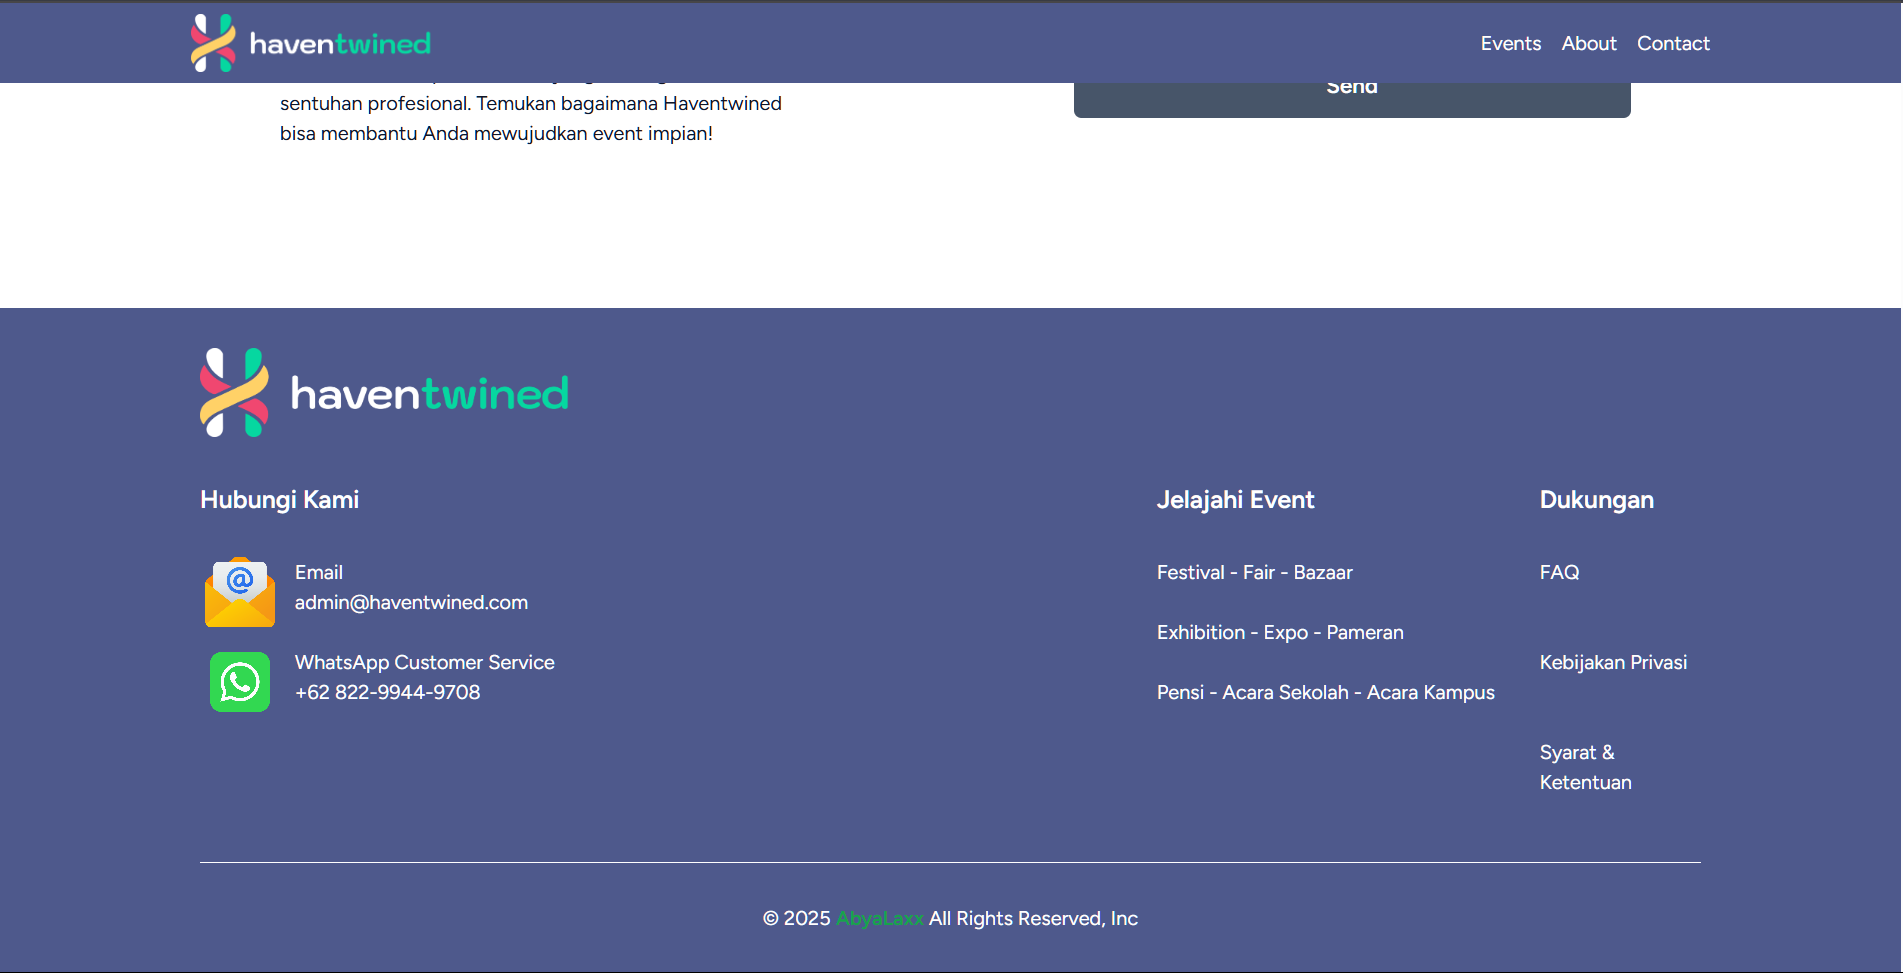 haventwined
Events About Contact
sentuhan profesional. Temukan bagaimana Haventwined
bisa membantu Anda mewujudkan event impian!
Send
haventwined
Hubungi Kami
Email
admin@haventwined.com
WhatsApp Customer Service
+62 822-9944-9708
Jelajahi Event
Festival - Fair - Bazaar
Exhibition - Expo - Pameran
Pensi - Acara Sekolah - Acara Kampus
Dukungan
FAQ
Kebijakan Privasi
Syarat &
Ketentuan
© 2025 AbyaLaxx All Rights Reserved, Inc